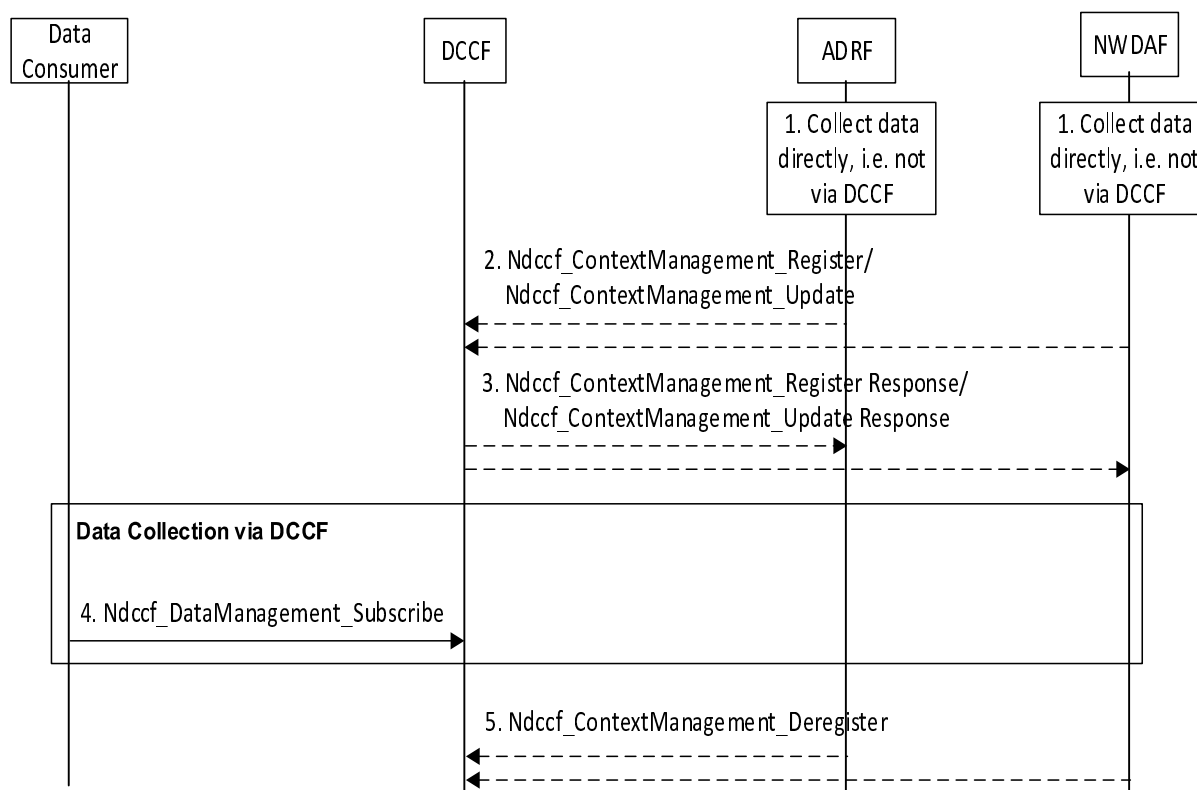 Data
Consumer
DCCF
ADRF
NWDAF
1. Collect data
directly, i.e. not
via DCCF
1. Collect data
directly, i.e. not
via DCCF
2. Ndccf_ContextManagement_Register/
Ndccf_ContextManagement_Update
3. Ndccf_ContextManagement_Register Response/
Ndccf_ContextManagement_Update Response
Data Collection via DCCF
4. Ndccf_DataManagement_Subscribe
5. Ndccf_ContextManagement_Deregister